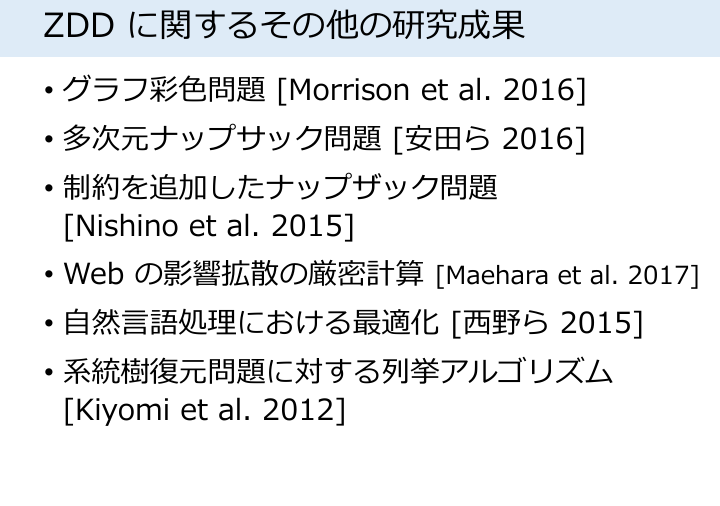 ZDD に関するその他の研究成果
• グラフ彩色問題 [Morrison et al. 2016]
• 多次元ナップサック問題 [安田ら 2016]
• 制約を追加したナップザック問題
[Nishino et al. 2015]
• Web の影響拡散の厳密計算 [Maehara et al. 2017]
• 自然言語処理における最適化 [西野ら 2015]
• 系統樹復元問題に対する列挙アルゴリズム
[Kiyomi et al. 2012]